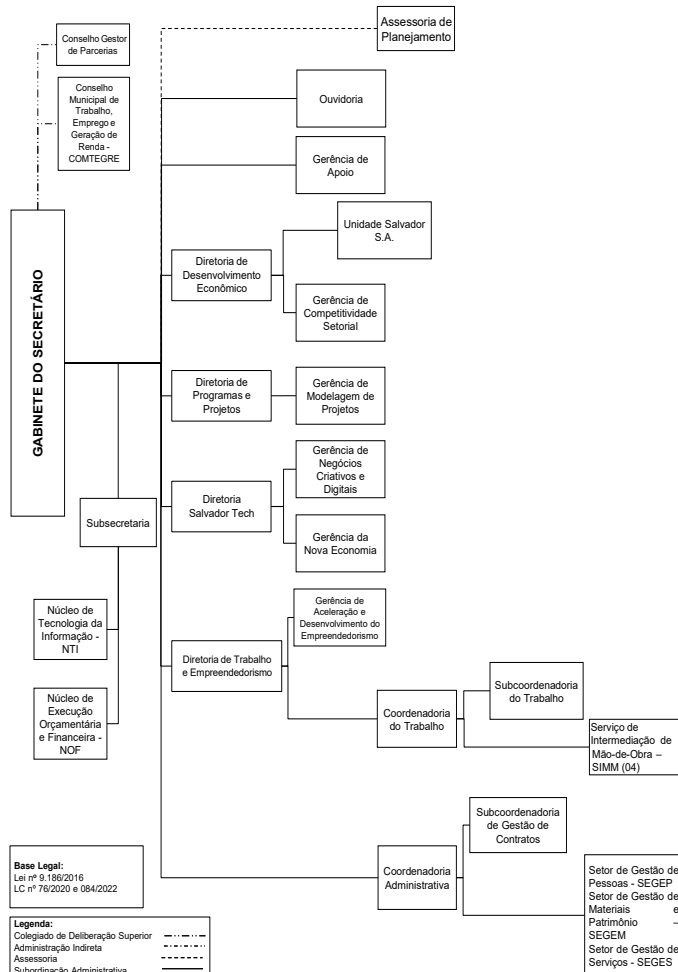 Assessoria de
Planejamento
Conselho Gestor
de Parcerias
Conselho
Municipal de
Trabalho,
Emprego e
Geração de
Renda -
COMTEGRE
Ouvidoria
Gerência de
Apoio
GABINETE DO SECRETÁRIO
Diretoria de
Desenvolvimento
Econômico
Unidade Salvador
S.A.
Gerência de
Competitividade
Setorial
Diretoria de
Programas e
Projetos
Gerência de
Modelagem de
Projetos
Subsecretaria
Diretoria
Salvador Tech
Gerência de
Negócios
Criativos e
Digitais
Gerência da
Nova Economia
Núcleo de
Tecnologia da
Informação -
NTI
Núcleo de
Execução
Orçamentária
e Financeira -
NOF
Diretoria de Trabalho
e Empreendedorismo
Gerência de
Aceleração e
Desenvolvimento do
Empreendedorismo
Coordenadoria
do Trabalho
Subcoordenadoria
do Trabalho
Serviço de
Intermediação de
Mão-de-Obra –
SIMM (04)
Coordenadoria
Administrativa
Subcoordenadoria
de Gestão de
Contratos
Setor de Gestão de
Pessoas - SEGEP
Setor de Gestão de
Materiais e
Patrimônio –
SEGEM
Setor de Gestão de
Serviços - SEGES
Base Legal:
Lei nº 9.186/2016
LC nº 76/2020 e 084/2022
Legenda:
Colegiado de Deliberação Superior
Administração Indireta
Assessoria
Subordinação Administrativa